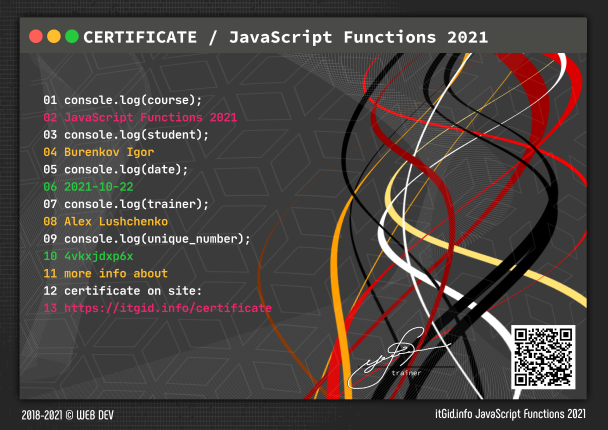 CERTIFICATE / JavaScript Functions 2021
01 console.log(course);
02 JavaScript Functions 2021
03 console.log(student);
04 Burenkov Igor
05 console.log(date);
06 2021-10-22
07 console.log(trainer);
08 Alex Lushchenko
09 console.log(unique_number);
10 4vkxjdxp6x
11 more info about
12 certificate on site:
13 https://itgid.info/certificate
trainer
2018-2021 © WEB DEV
itGid.info JavaScript Functions 2021